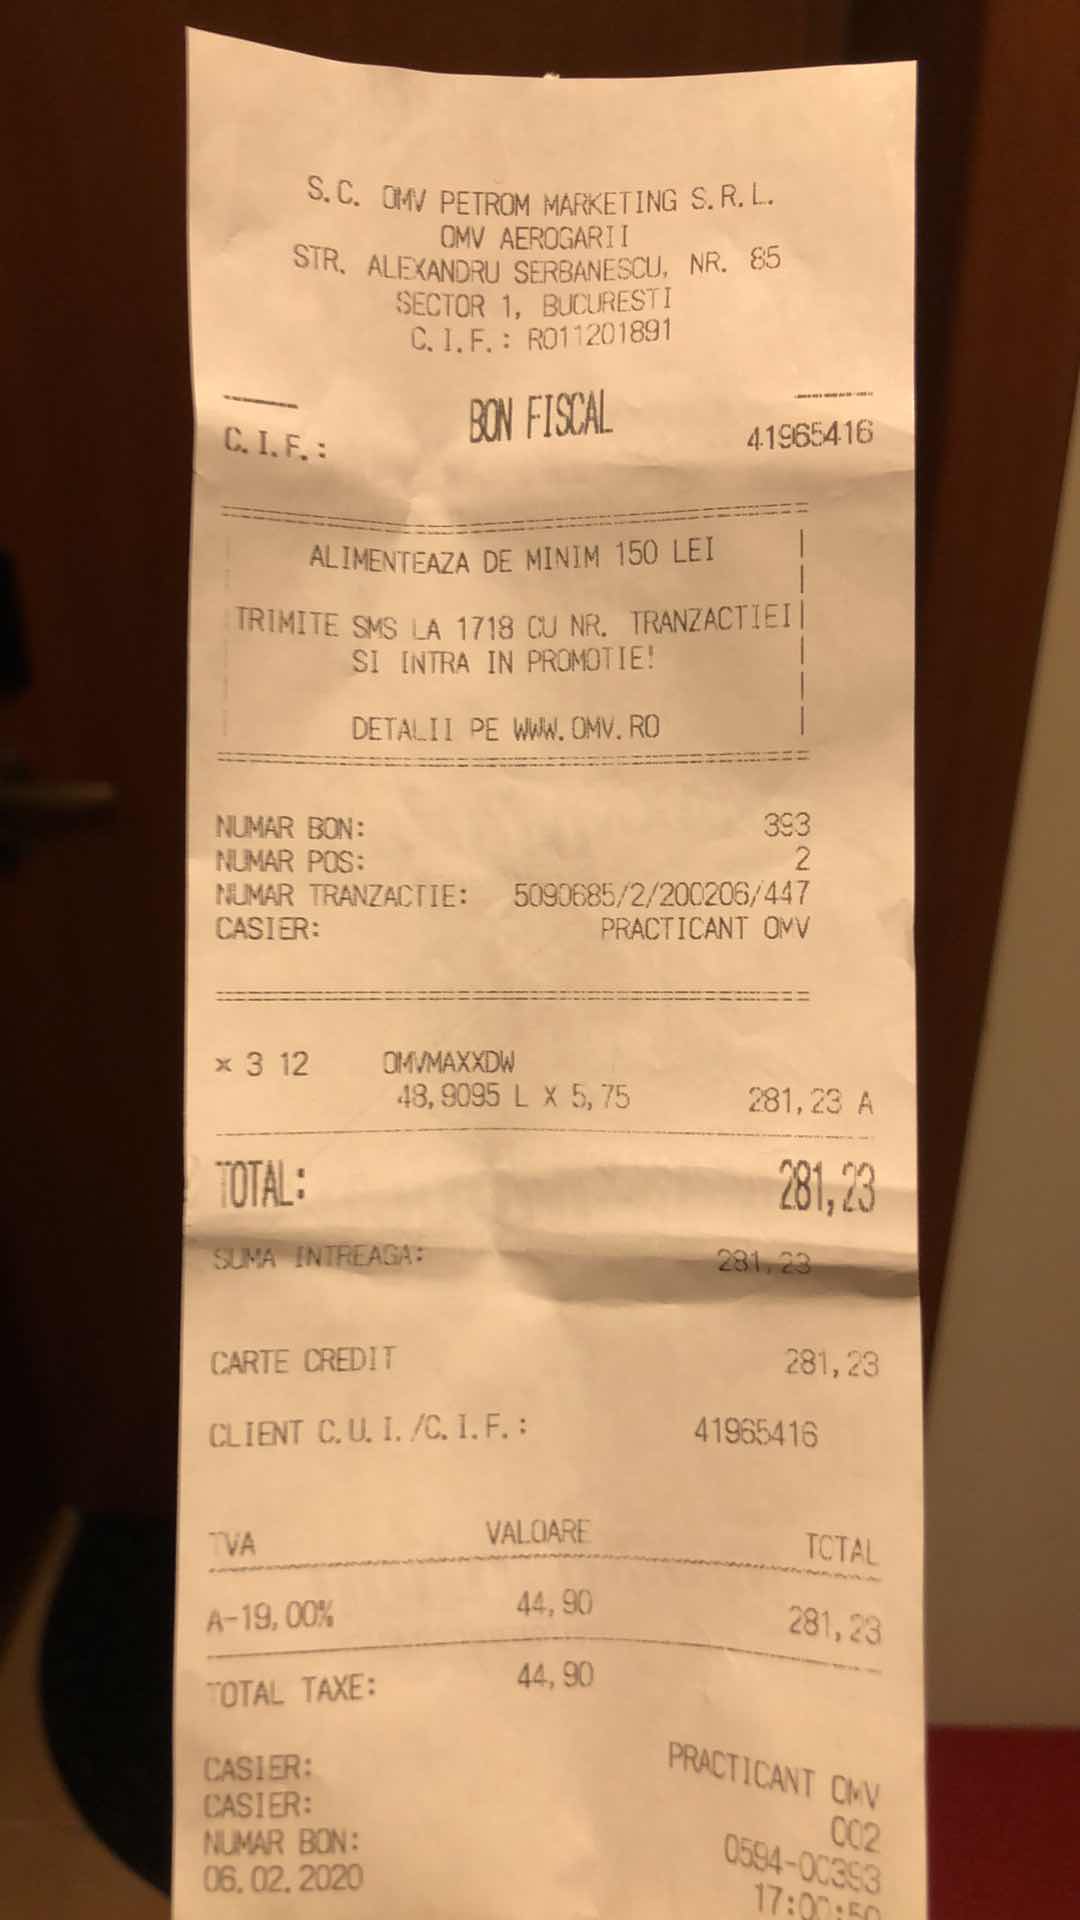 S.C. OMV PETROM MARKETING S.R.L.
OMV AEROGARII
STR. ALEXANDRU SERBANESCU, NR. 85
SECTOR 1, BUCURESTI
C.I.F.: RO11201891
BON FISCAL
C.I.F.: 41965416
ALIMENTEAZA DE MINIM 150 LEI
TRIMITE SMS LA 1718 CU NR. TRANZACTIEI
SI INTRA IN PROMOTIE!
DETALII PE WWW.OMV.RO
NUMAR BON: 393
NUMAR POS: 2
NUMAR TRANZACTIE: 5090685/2/200206/447
CASIER: PRACTICANT OMV
× 3 12 OMVMAXXDW
48,9095 L X 5,75 281,23 A
TOTAL: 281,23
SUMA INTREAGA: 281,23
CARTE CREDIT 281,23
CLIENT C.U.I./C.I.F.: 41965416
TVA VALOARE TOTAL
A-19,00% 44,90 281,23
TOTAL TAXE: 44,90
CASIER: PRACTICANT OMV
CASIER: 002
NUMAR BON: 0594-00393
06.02.2020 17:00:50